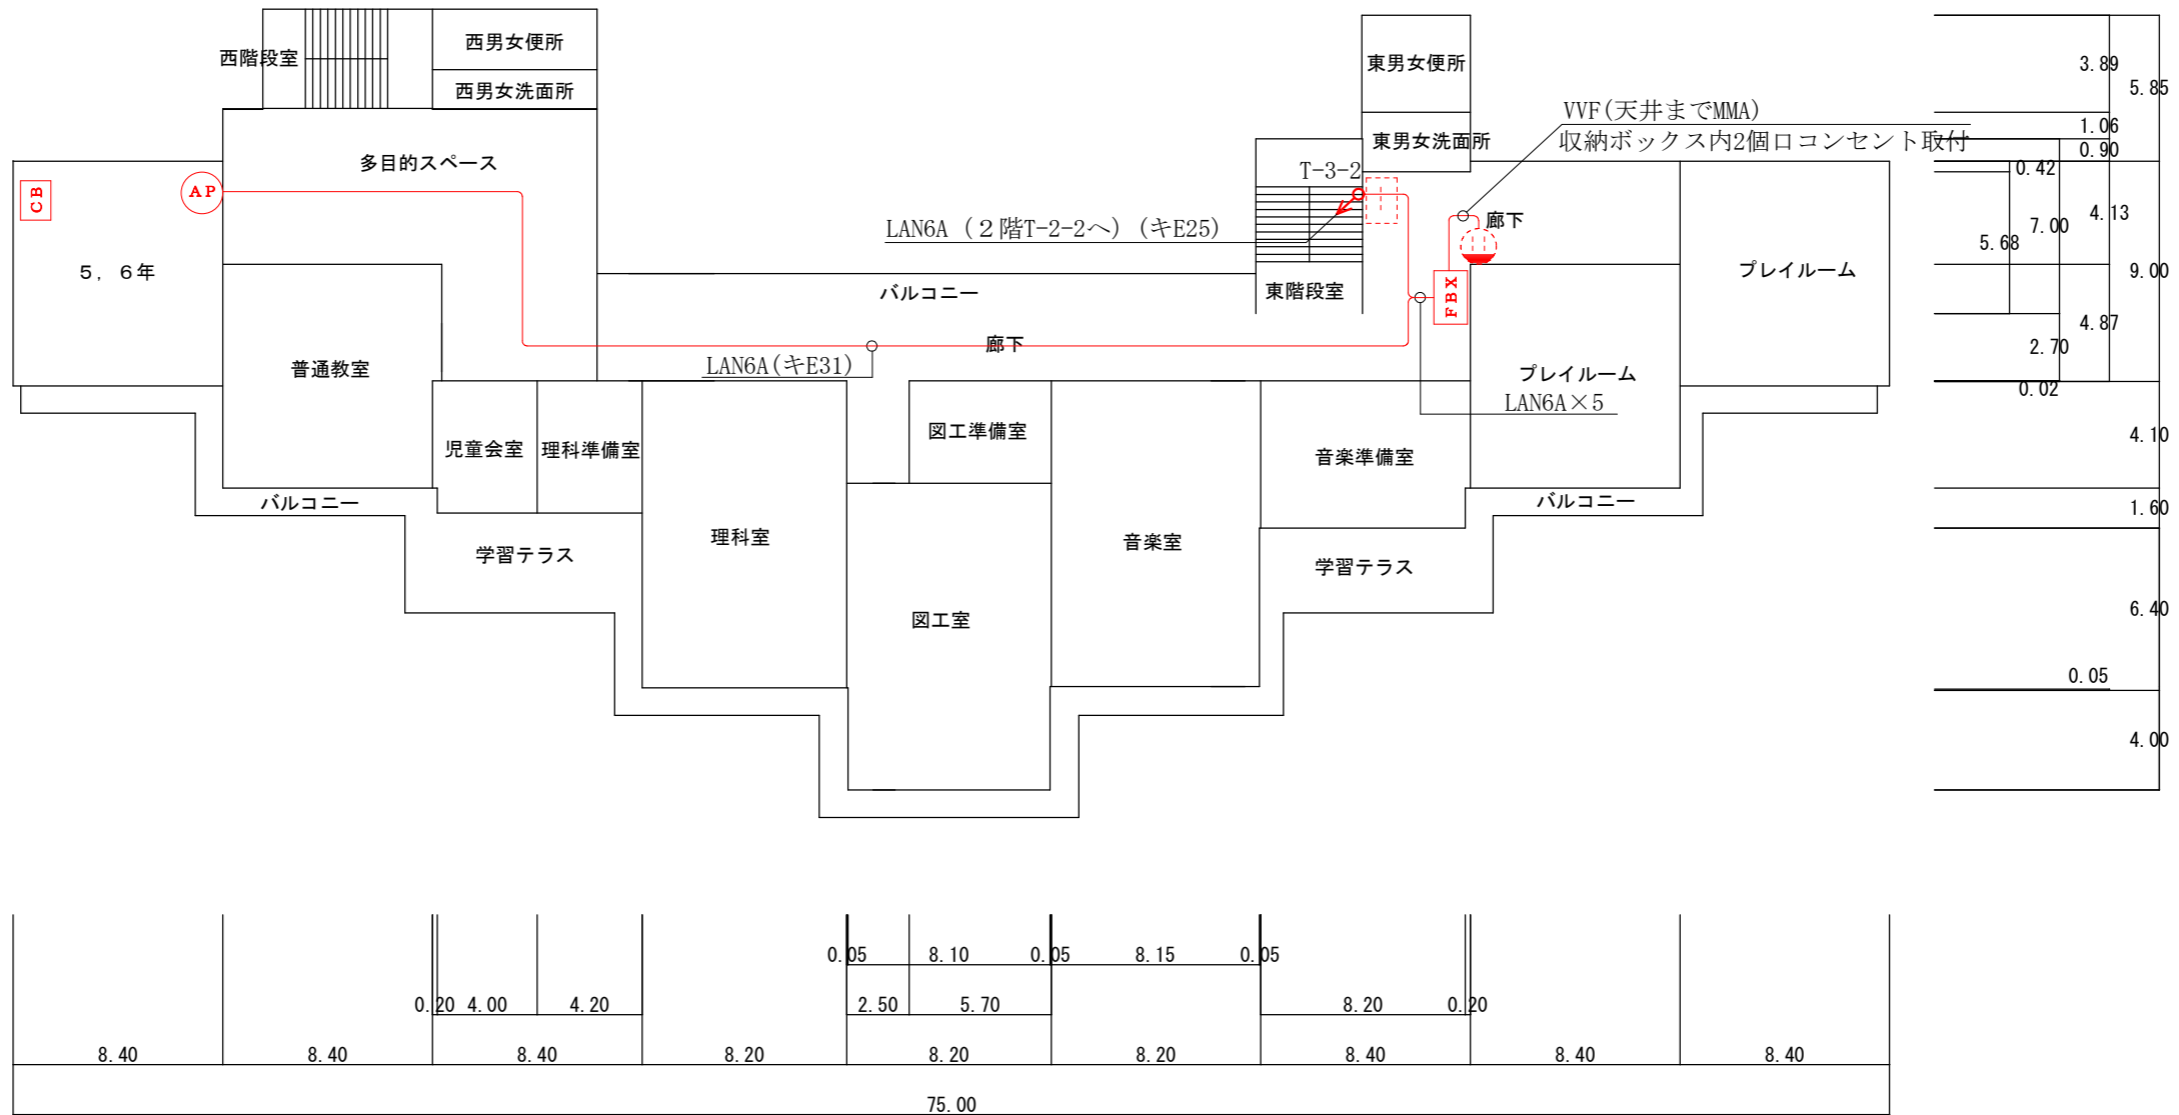 西階段室
西男女便所
西男女洗面所
東男女便所
東男女洗面所
VVF(天井までMMA)
収納ボックス内2個口コンセント取付
多目的スペース
T-3-2
CB
AP
LAN6A (２階T-2-2へ) (キE25)
廊下
5，6年
バルコニー
東階段室
FBX
プレイルーム
普通教室
LAN6A(キE31)
廊下
プレイルーム
LAN6A×5
児童会室
理科準備室
図工準備室
音楽準備室
バルコニー
バルコニー
学習テラス
理科室
音楽室
学習テラス
図工室
3.89
5.85
1.06
0.90
0.42
4.13
7.00
5.68
9.00
4.87
2.70
0.02
4.10
1.60
6.40
0.05
4.00
0.05 8.10 0.05 8.15 0.05
0.20 4.00 4.20 2.50 5.70 8.20 0.20
8.40 8.40 8.40 8.20 8.20 8.20 8.40 8.40 8.40
75.00